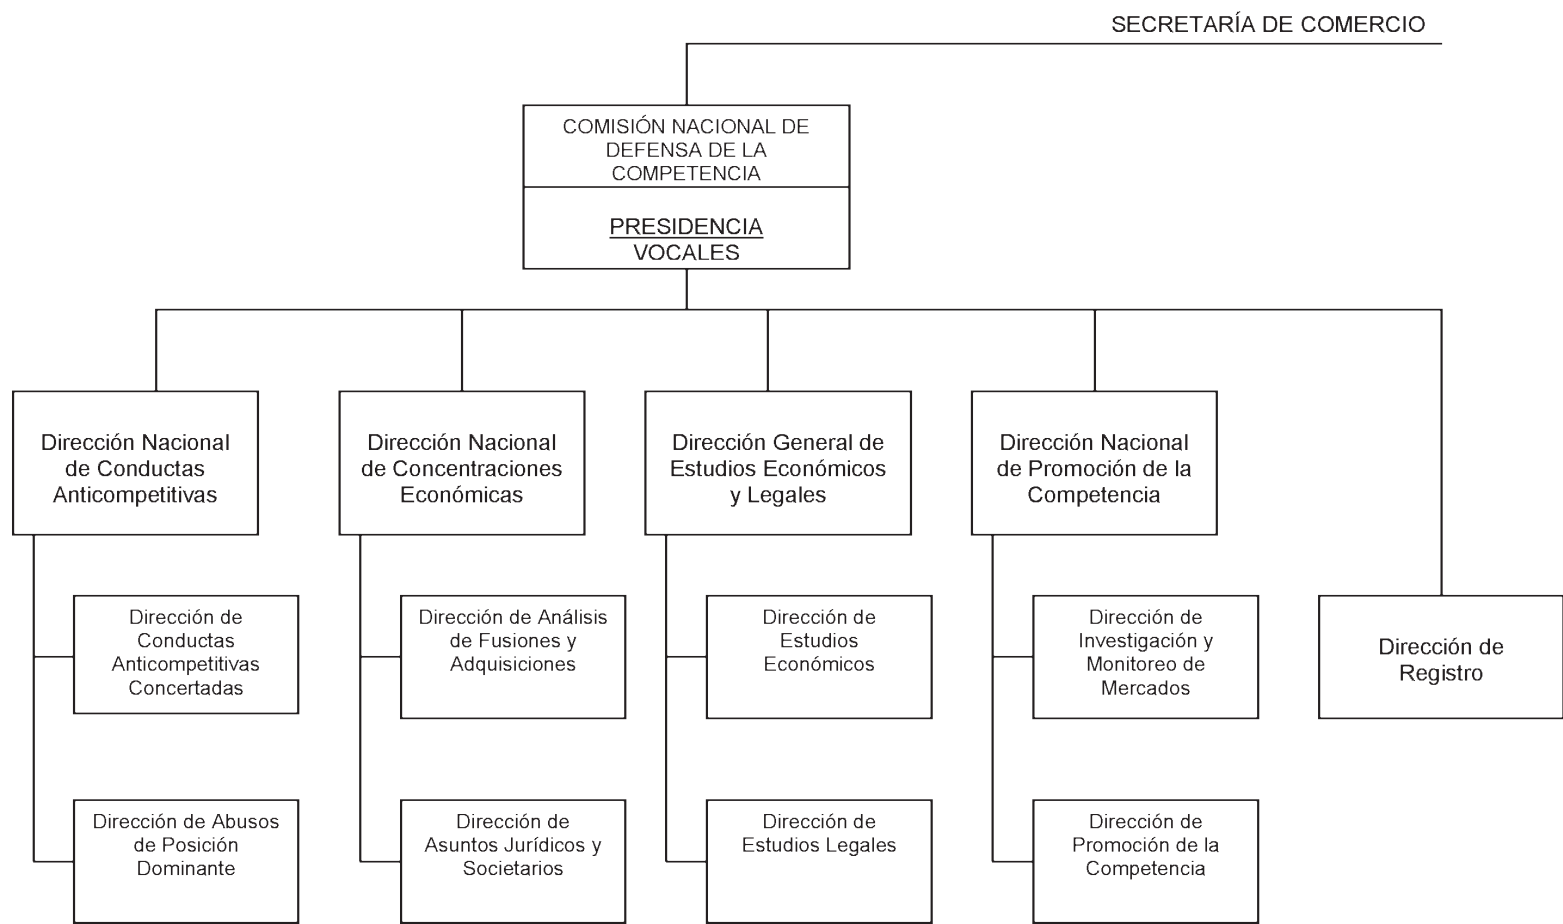 SECRETARÍA DE COMERCIO
COMISIÓN NACIONAL DE
DEFENSA DE LA
COMPETENCIA
PRESIDENCIA
VOCALES
Dirección Nacional
de Conductas
Anticompetitivas
Dirección Nacional
de Concentraciones
Económicas
Dirección General de
Estudios Económicos
y Legales
Dirección Nacional
de Promoción de la
Competencia
Dirección de
Conductas
Anticompetitivas
Concertadas
Dirección de Análisis
de Fusiones y
Adquisiciones
Dirección de
Estudios
Económicos
Dirección de
Investigación y
Monitoreo de
Mercados
Dirección de
Registro
Dirección de Abusos
de Posición
Dominante
Dirección de
Asuntos Jurídicos y
Societarios
Dirección de
Estudios Legales
Dirección de
Promoción de la
Competencia